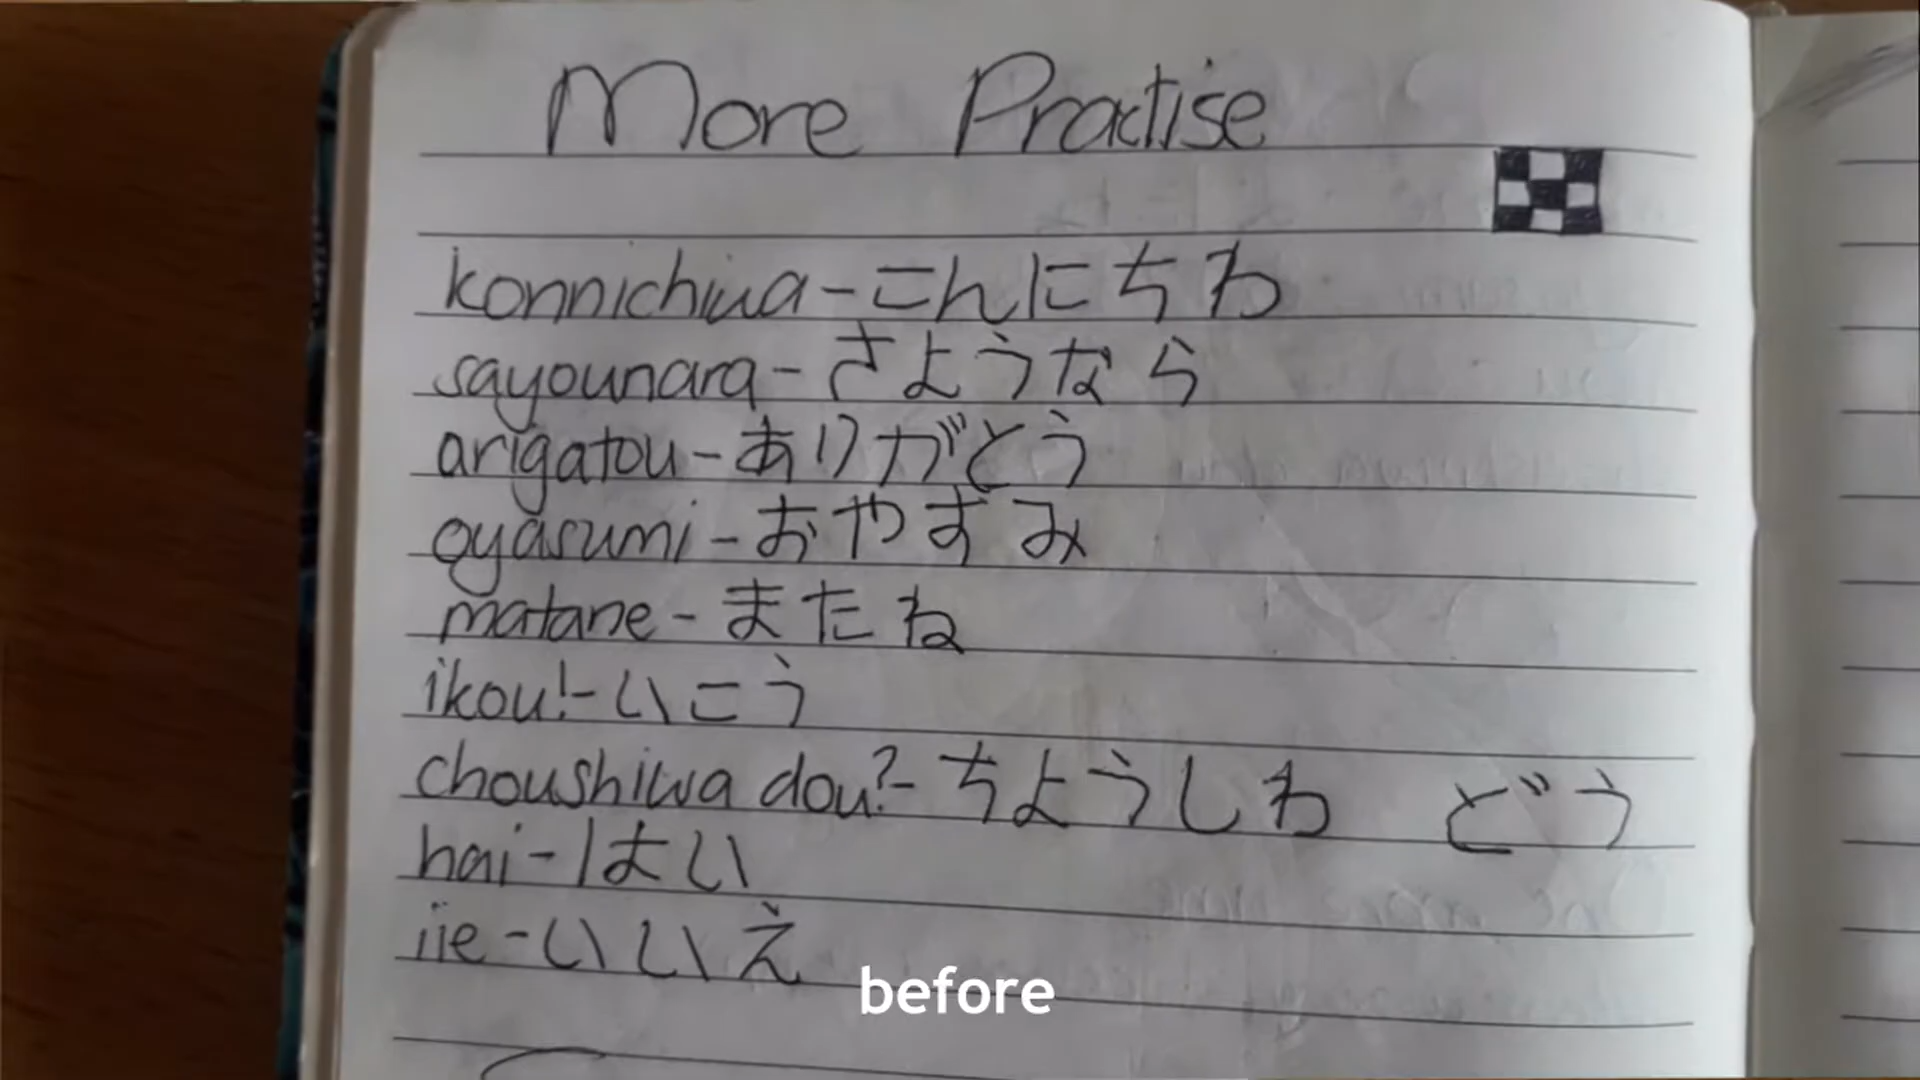 More Practise
konnichiwa-こんにちわ
sayounara-さようなら
arigatou-ありがとう
oyasumi-おやすみ
matane-またね
ikou!-いこう
choushiwa dou?-ちようしわ どう
hai-はい
iie-いいえ
before